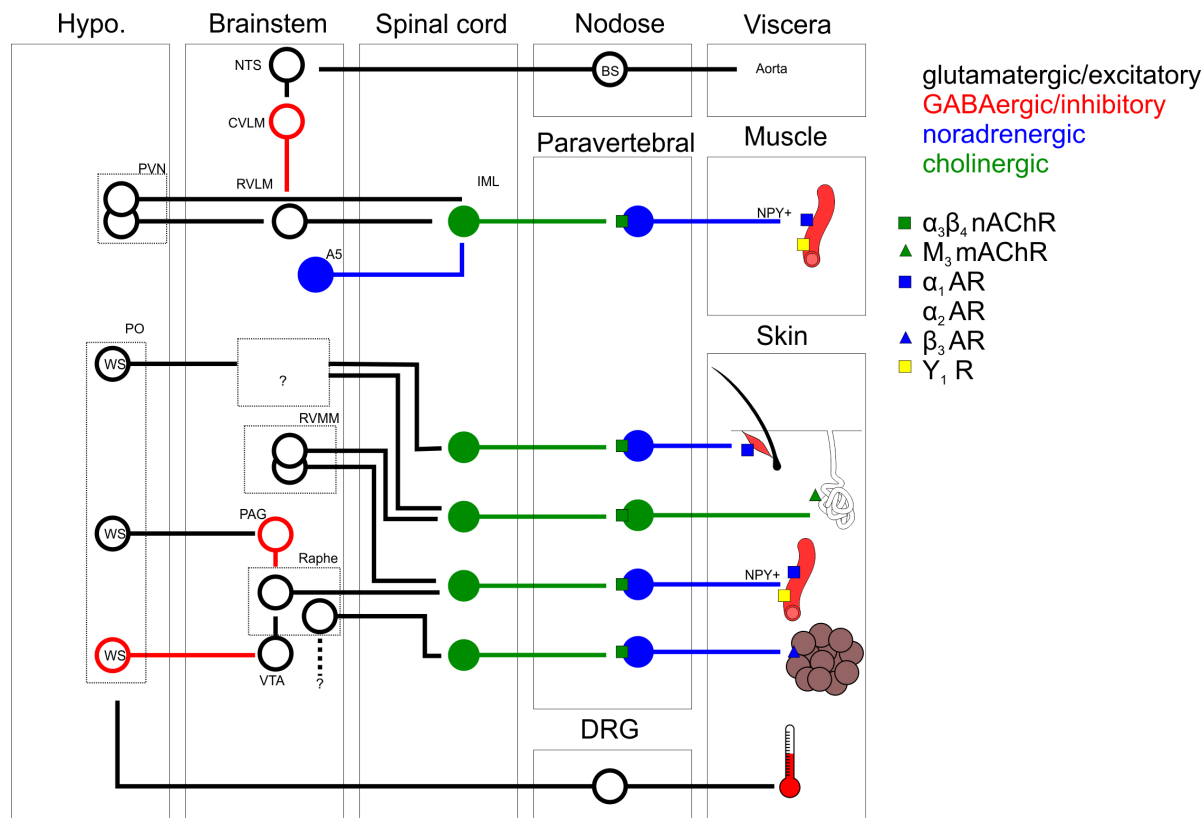 Hypo.
Brainstem
Spinal cord
Nodose
Viscera
NTS
BS
Aorta
CVLM
PVN
RVLM
IML
A5
Paravertebral
Muscle
NPY+
glutamatergic/excitatory
GABAergic/inhibitory
noradrenergic
cholinergic
α₃β₄ nAChR
M₃ mAChR
α₁ AR
α₂ AR
β₃ AR
Y₁ R
PO
WS
?
Skin
RVMM
WS
PAG
Raphe
NPY+
WS
VTA
?
DRG